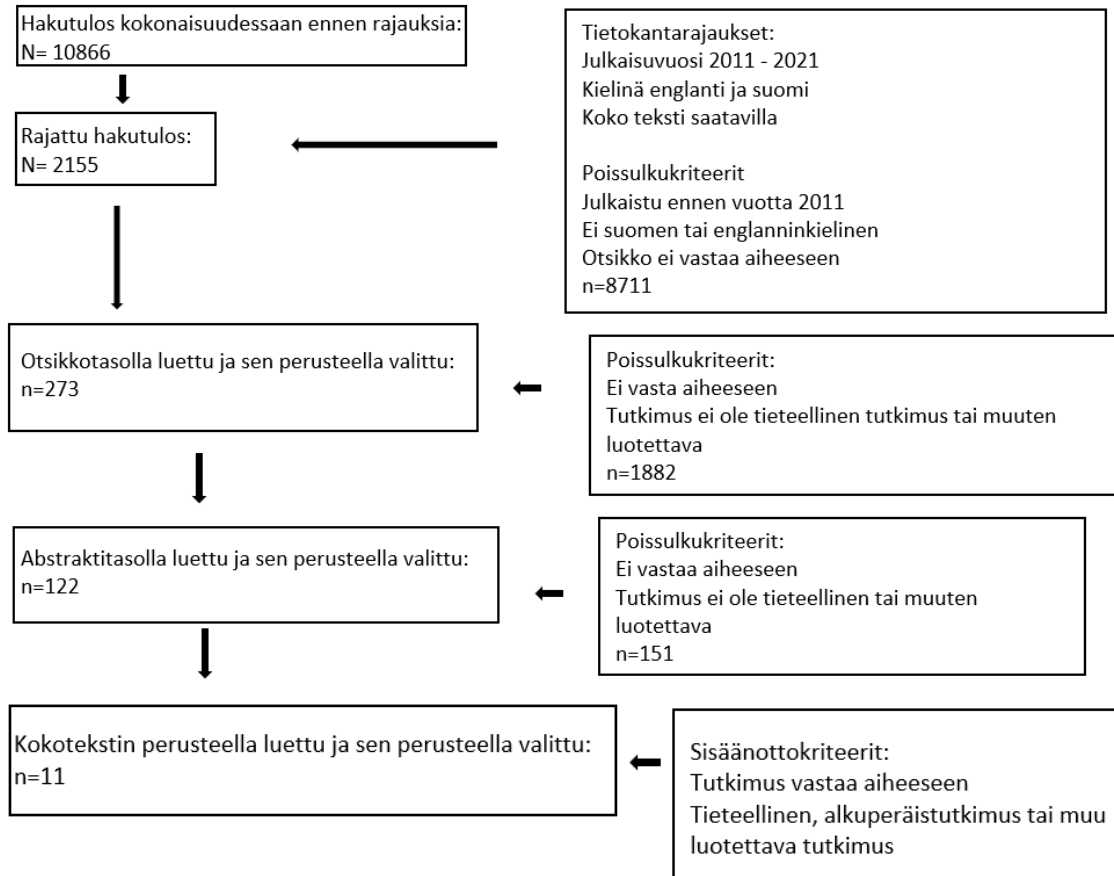 Hakutulos kokonaisuudessaan ennen rajauksia:
N= 10866
Tietokantarajaukset:
Julkaisuvuosi 2011 - 2021
Kielinä englanti ja suomi
Koko teksti saatavilla
Poissulkukriteerit
Julkaistu ennen vuotta 2011
Ei suomen tai englanninkielinen
Otsikko ei vastaa aiheeseen
n=8711
Rajattu hakutulos:
N= 2155
Otsikkotasolla luettu ja sen perusteella valittu:
n=273
Poissulkukriteerit:
Ei vasta aiheeseen
Tutkimus ei ole tieteellinen tutkimus tai muuten
luotettava
n=1882
Abstraktitasolla luettu ja sen perusteella valittu:
n=122
Poissulkukriteerit:
Ei vastaa aiheeseen
Tutkimus ei ole tieteellinen tai muuten
luotettava
n=151
Kokotekstin perusteella luettu ja sen perusteella valittu:
n=11
Sisäänottokriteerit:
Tutkimus vastaa aiheeseen
Tieteellinen, alkuperäistutkimus tai muu
luotettava tutkimus